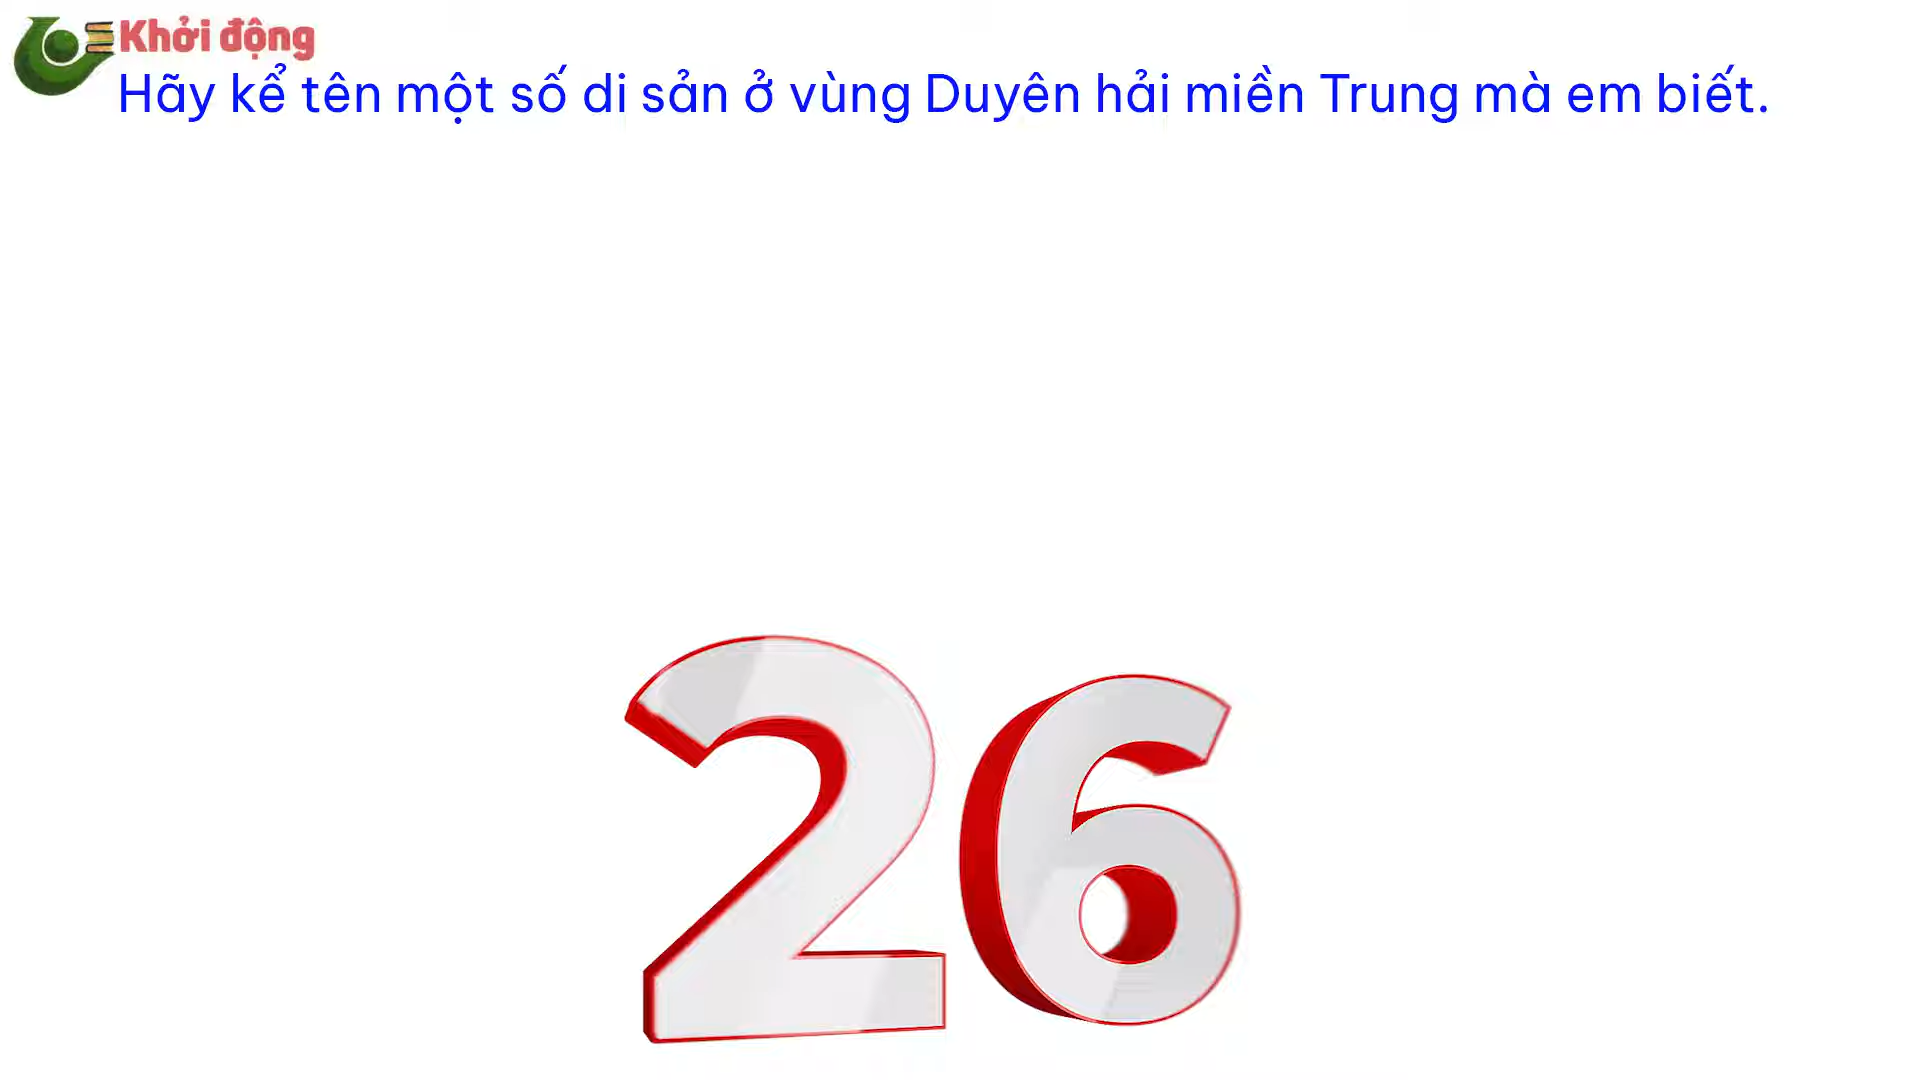 Khởi động
Hãy kể tên một số di sản ở vùng Duyên hải miền Trung mà em biết.
26